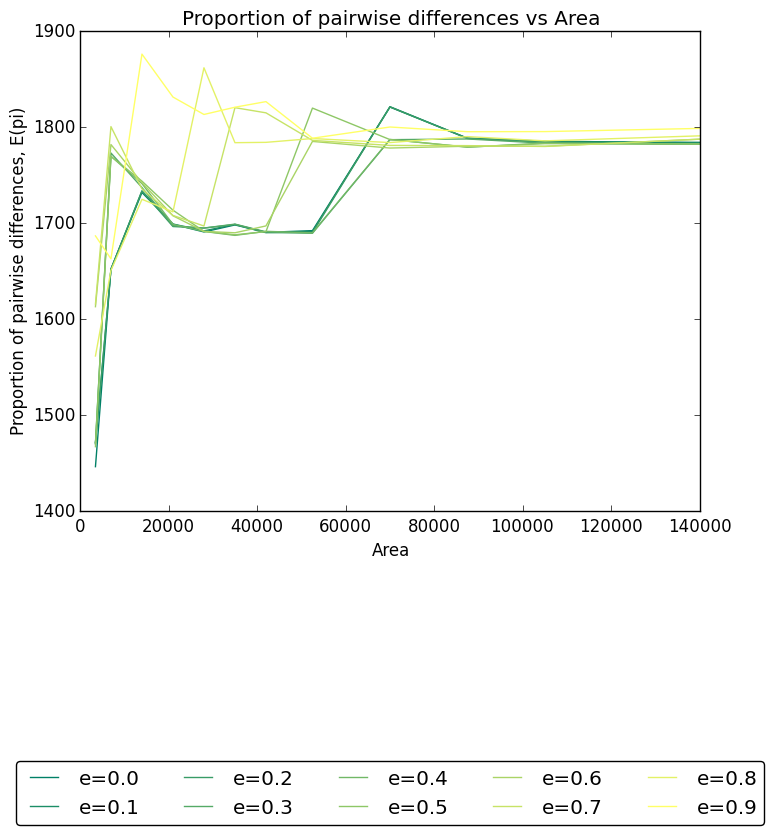 Proportion of pairwise differences vs Area
1900
1800
1700
1600
1500
1400
Proportion of pairwise differences, E(pi)
0 20000 40000 60000 80000 100000 120000 140000
Area
e=0.0 e=0.2 e=0.4 e=0.6 e=0.8
e=0.1 e=0.3 e=0.5 e=0.7 e=0.9